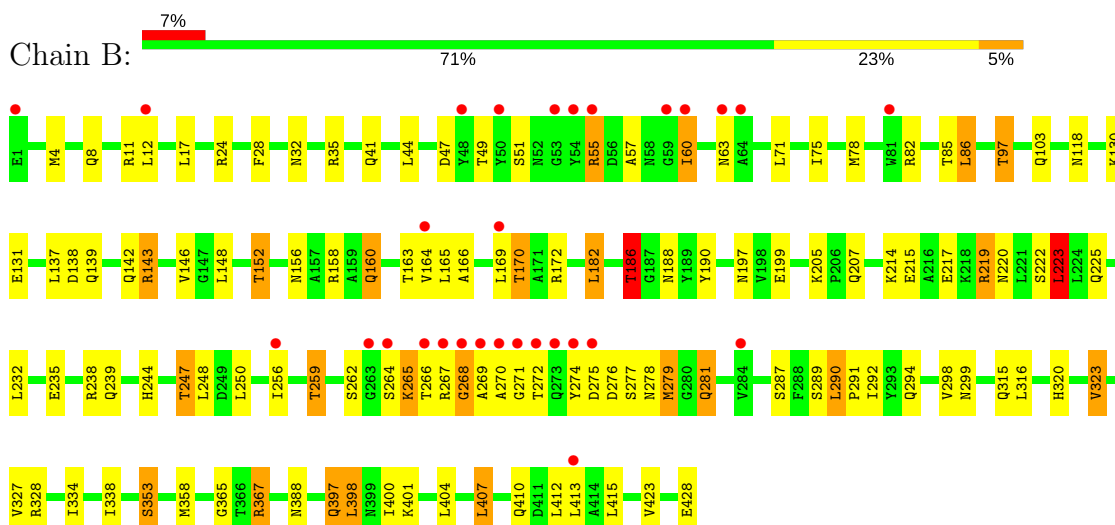 7%
Chain B:
71% 23% 5%
E1 M4 Q8 R11 L12 L17 R24 F28 N32 R35 Q41 L44 D47 Y48 T49 Y50 S51 N52 G53 Y54 R55 D56 A57 N58 G59 I60 N63 A64 L71 I75 M78 W81 R82 T85 L86 T97 Q103 N118 K130
E131 L137 D138 Q139 Q142 R143 V146 G147 L148 T152 N156 A157 R158 A159 Q160 T163 V164 L165 A166 L169 T170 A171 R172 L182 T186 G187 N188 Y189 Y190 N197 V198 E199 K205 P206 Q207 K214 E215 A216 E217 K218 R219 N220 L221 S222 L223 L224 Q225
L232 E235 R238 Q239 H244 T247 L248 D249 L250 I256 T259 S262 G263 S264 K265 T266 R267 G268 A269 A270 G271 T272 Q273 Y274 D275 R276 S277 N278 M279 G280 Q281 V284 S287 F288 S289 L290 P291 I292 Y293 Q294 V298 N299 Q315 L316 H320 V323
V327 R328 I334 I338 S353 M358 G365 T366 R367 N388 Q397 L398 N399 I400 K401 L404 L407 Q410 D411 L412 L413 A414 L415 V423 E428